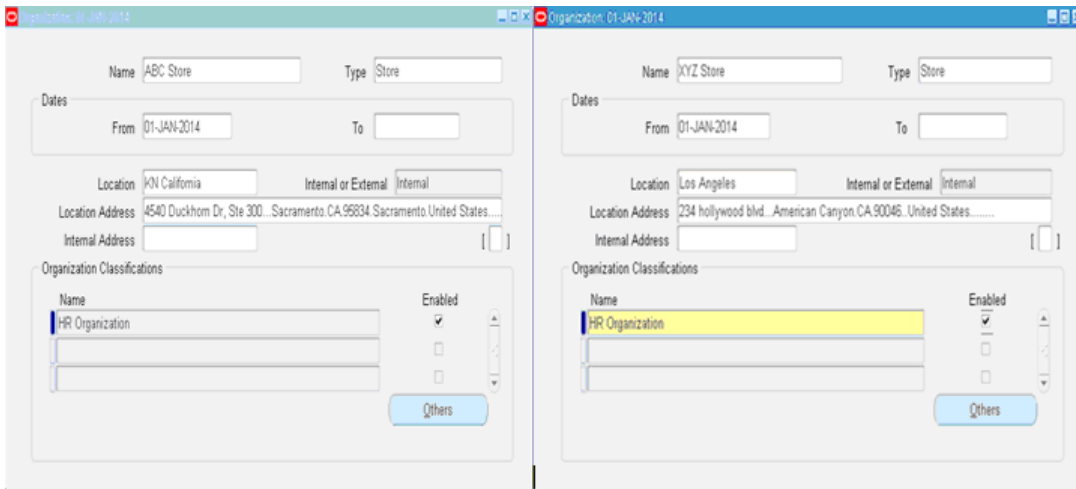 Organization, 01-JAN-2014
Name ABC Store Type Store
Dates
From 01-JAN-2014 To
Location KN California Internal or External Internal
Location Address 4540 Duckhorn Dr, Ste 300...Sacramento.CA.95834.Sacramento.United States.....
Internal Address [ ]
Organization Classifications
Name Enabled
HR Organization
Others
Organization, 01-JAN-2014
Name XYZ Store Type Store
Dates
From 01-JAN-2014 To
Location Los Angeles Internal or External Internal
Location Address 234 hollywood blvd...American Canyon.CA.90046..United States.........
Internal Address [ ]
Organization Classifications
Name Enabled
HR Organization
Others